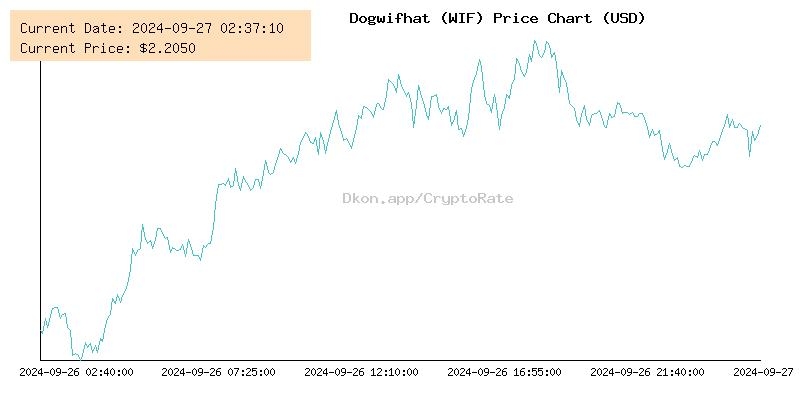 Dogwifhat (WIF) Price Chart (USD)
Current Date: 2024-09-27 02:37:10
Current Price: $2.2050
Dkon.app/CryptoRate
2024-09-26 02:40:00 2024-09-26 07:25:00 2024-09-26 12:10:00 2024-09-26 16:55:00 2024-09-26 21:40:00 2024-09-27